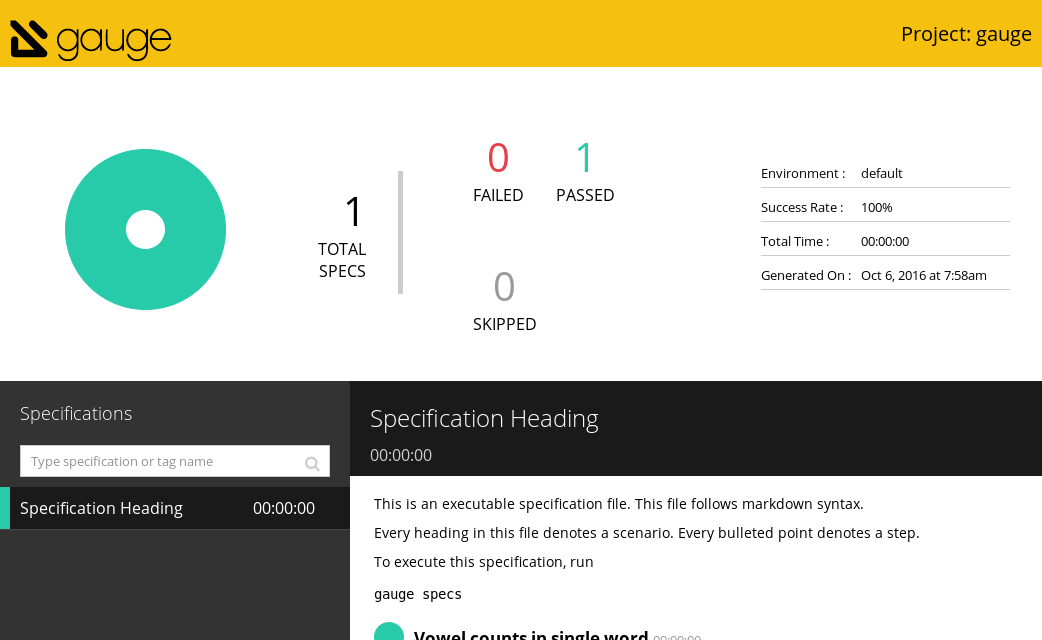 gauge
Project: gauge
1
TOTAL
SPECS
0
FAILED
1
PASSED
0
SKIPPED
Environment : default
Success Rate : 100%
Total Time : 00:00:00
Generated On : Oct 6, 2016 at 7:58am
Specifications
Type specification or tag name
Specification Heading 00:00:00
Specification Heading
00:00:00
This is an executable specification file. This file follows markdown syntax.
Every heading in this file denotes a scenario. Every bulleted point denotes a step.
To execute this specification, run
gauge specs
Vowel counts in single word 00:00:00